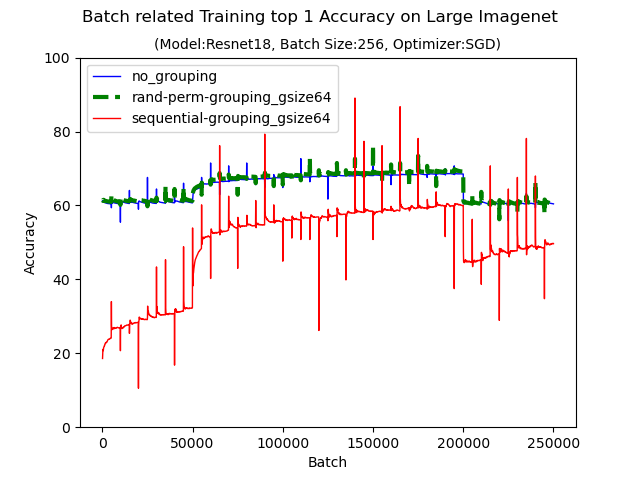 Batch related Training top 1 Accuracy on Large Imagenet
(Model:Resnet18, Batch Size:256, Optimizer:SGD)
no_grouping
rand-perm-grouping_gsize64
sequential-grouping_gsize64
Accuracy
100
80
60
40
20
0
0 50000 100000 150000 200000 250000
Batch